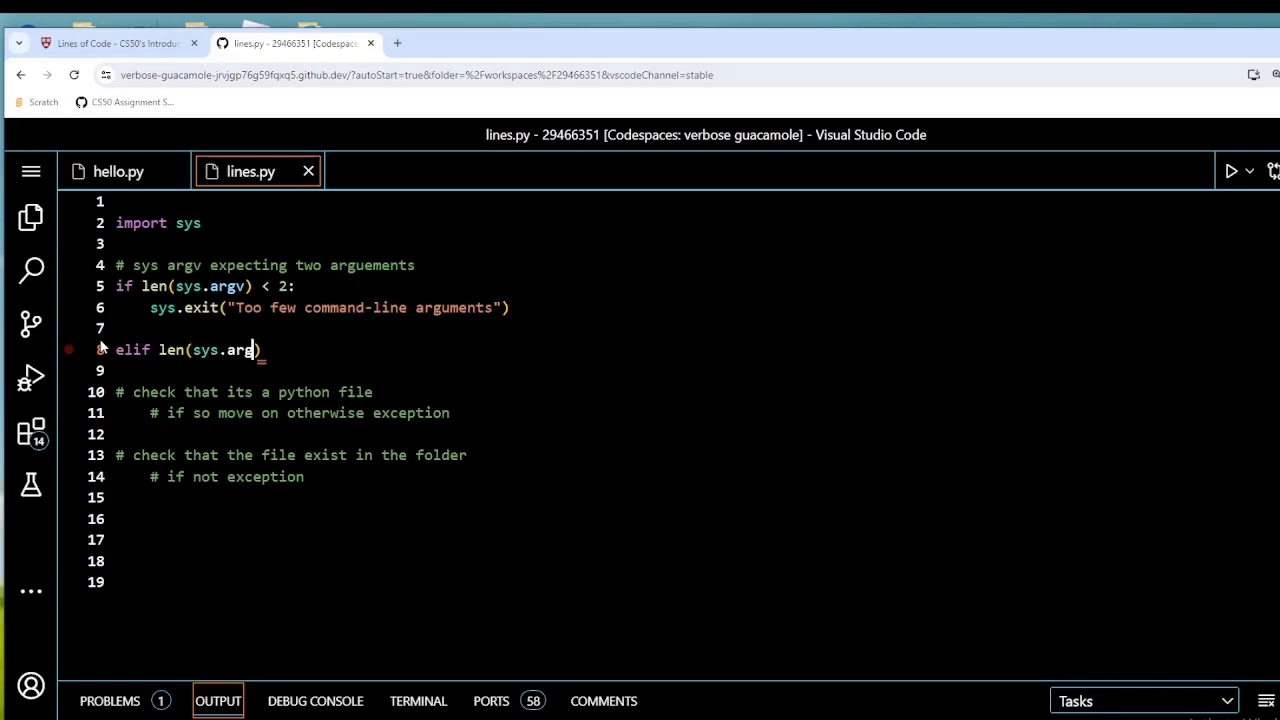 Lines of Code - CS50's Introduc
lines.py - 29466351 [Codespace
verbose-guacamole-jrvjgp76g59fqxq5.github.dev/?autoStart=true&folder=%2Fworkspaces%2F29466351&vscodeChannel=stable
Scratch
CS50 Assignment S...
lines.py - 29466351 [Codespaces: verbose guacamole] - Visual Studio Code
hello.py
lines.py
1
2 import sys
3
4 # sys argv expecting two arguements
5 if len(sys.argv) < 2:
6 sys.exit("Too few command-line arguments")
7
8 elif len(sys.arg)
9
10 # check that its a python file
11 # if so move on otherwise exception
12
13 # check that the file exist in the folder
14 # if not exception
15
16
17
18
19
14
PROBLEMS 1 OUTPUT DEBUG CONSOLE TERMINAL PORTS 58 COMMENTS Tasks